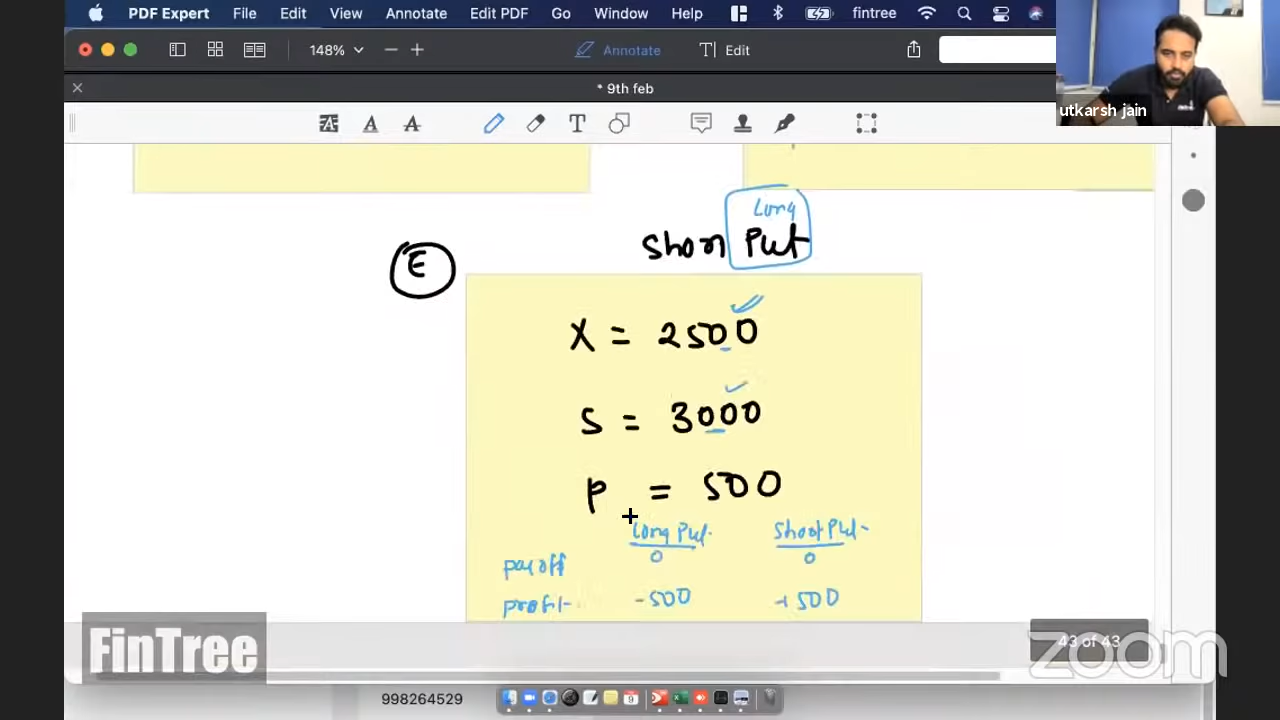 PDF Expert File Edit View Annotate Edit PDF Go Window Help fintree
148% Annotate T| Edit
* 9th feb
utkarsh jain
Long
Short Put
E
X = 2500
S = 3000
P = 500
Long Put Short Put
payoff 0 0
profit - 500 + 500
FinTree
43 of 43
zoom
998264529